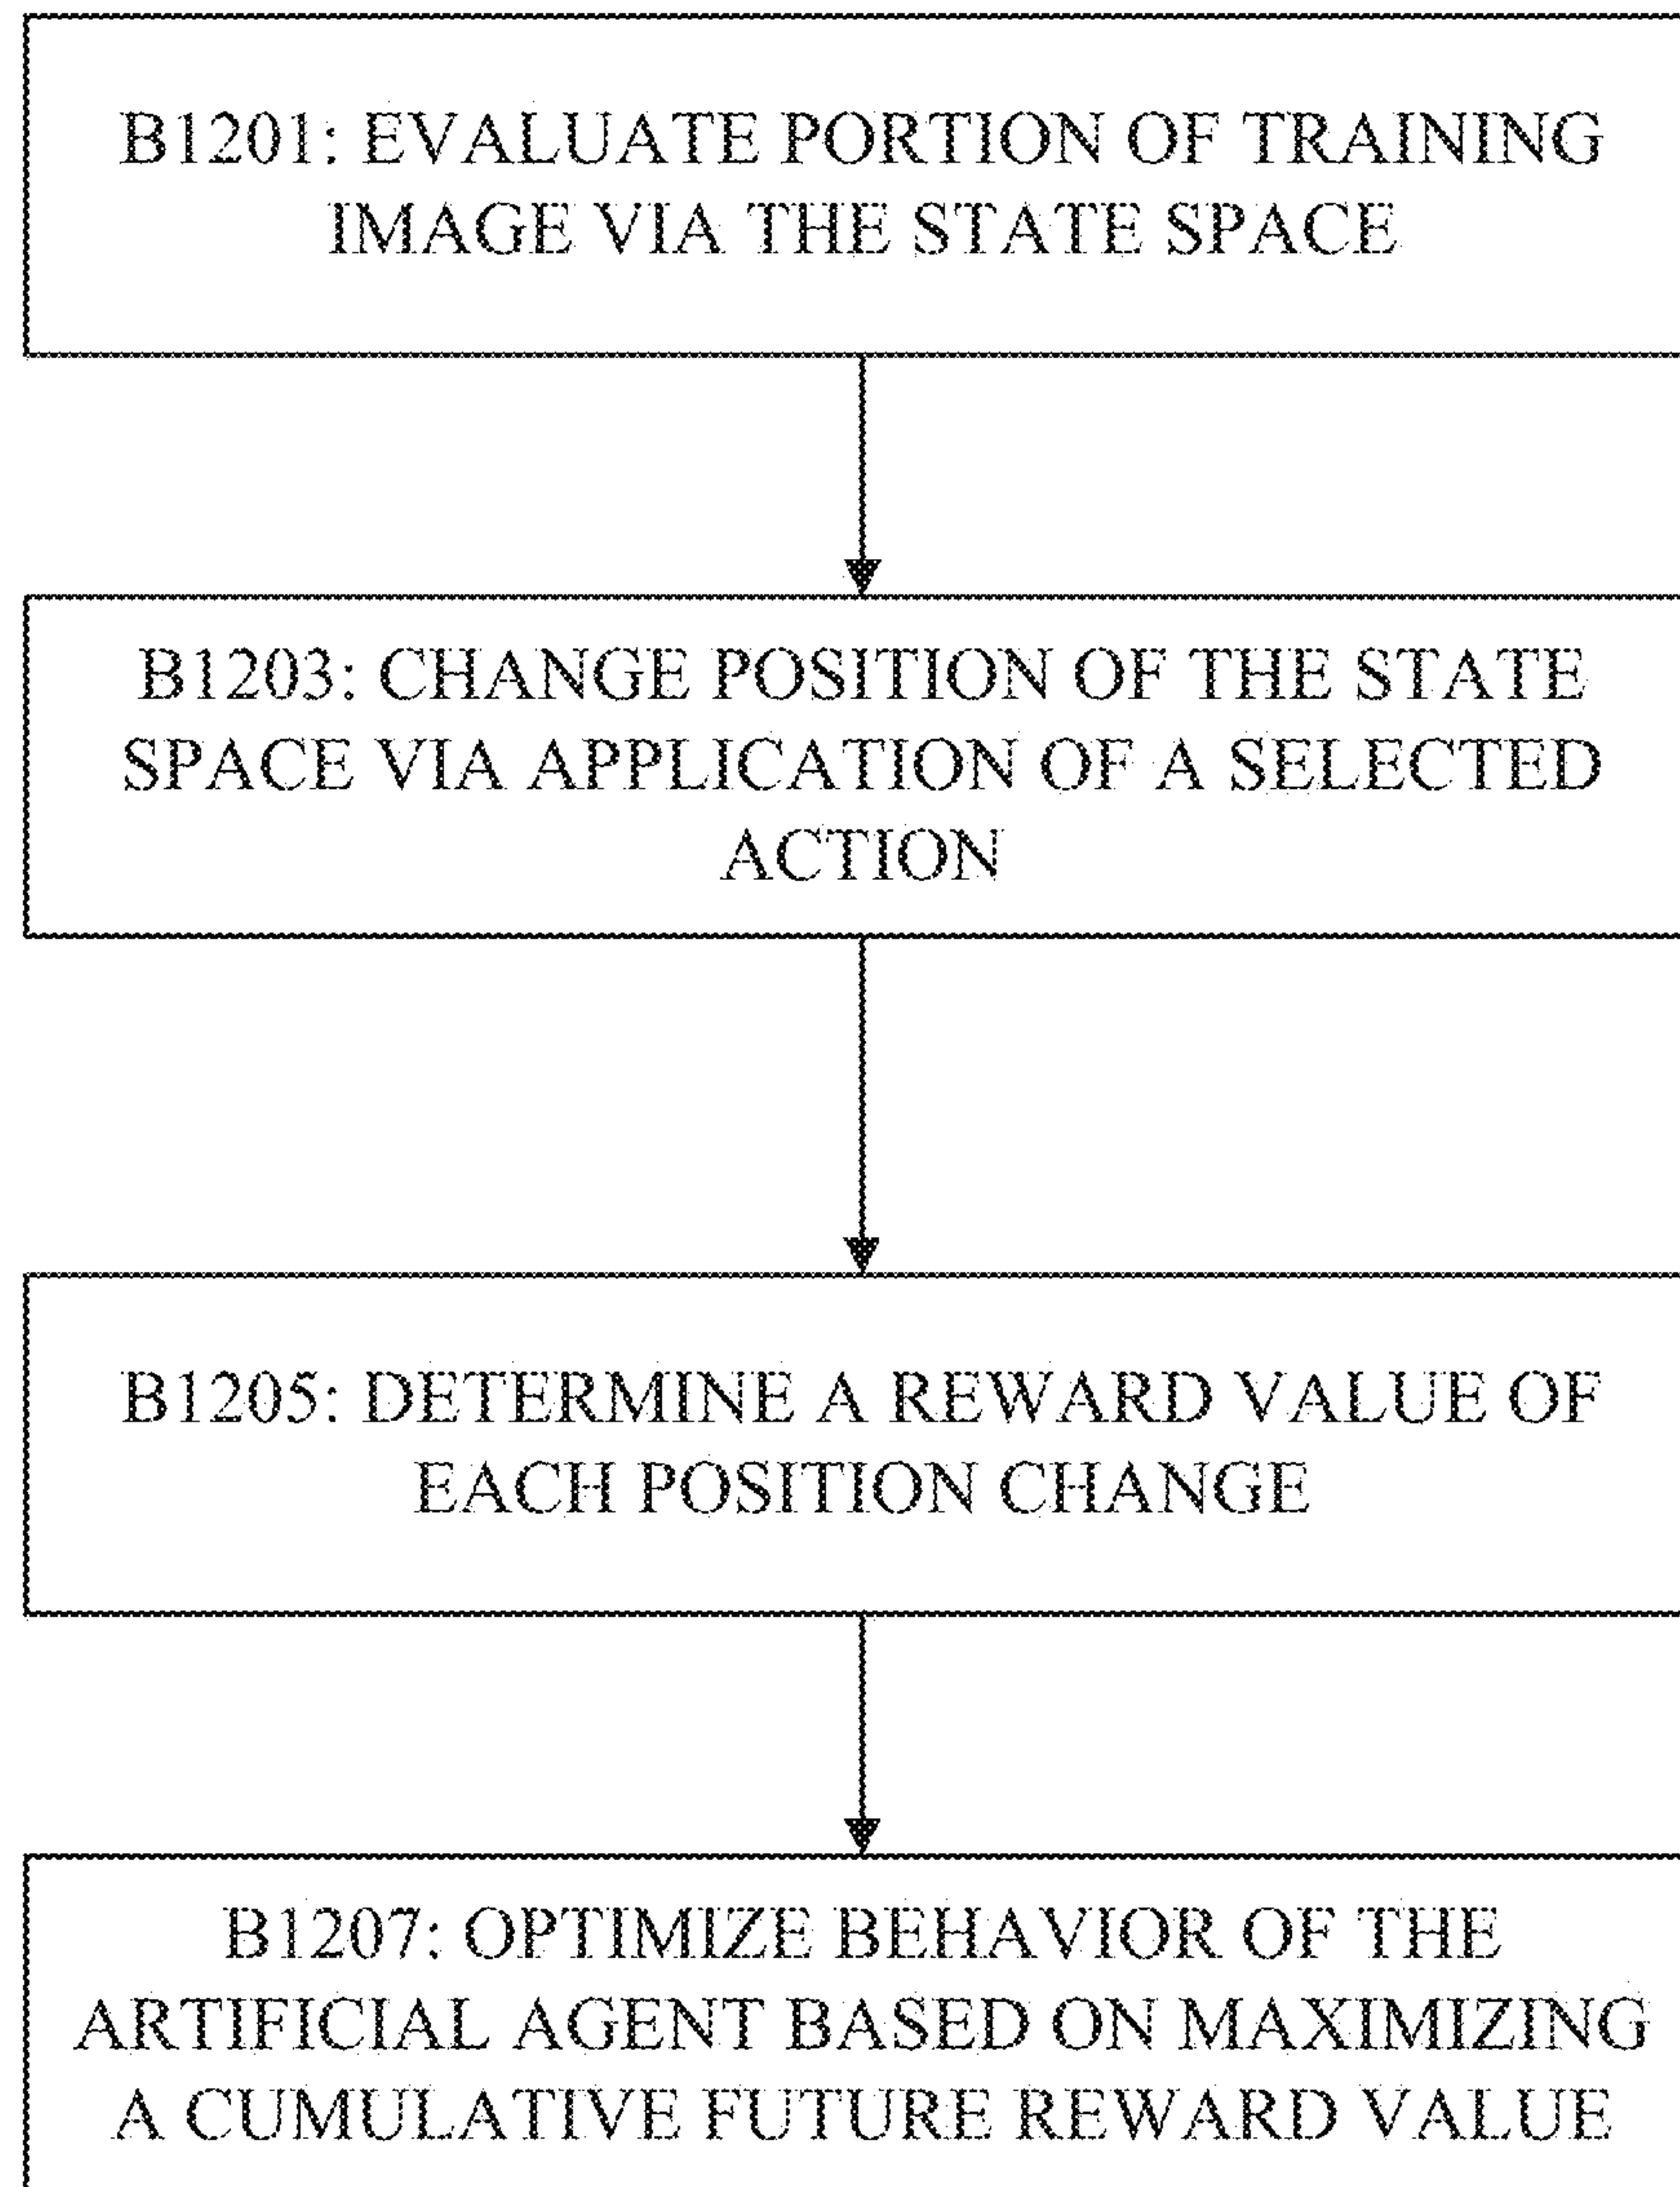 B1201: EVALUATE PORTION OF TRAINING
IMAGE VIA THE STATE SPACE
B1203: CHANGE POSITION OF THE STATE
SPACE VIA APPLICATION OF A SELECTED
ACTION
B1205: DETERMINE A REWARD VALUE OF
EACH POSITION CHANGE
B1207: OPTIMIZE BEHAVIOR OF THE
ARTIFICIAL AGENT BASED ON MAXIMIZING
A CUMULATIVE FUTURE REWARD VALUE